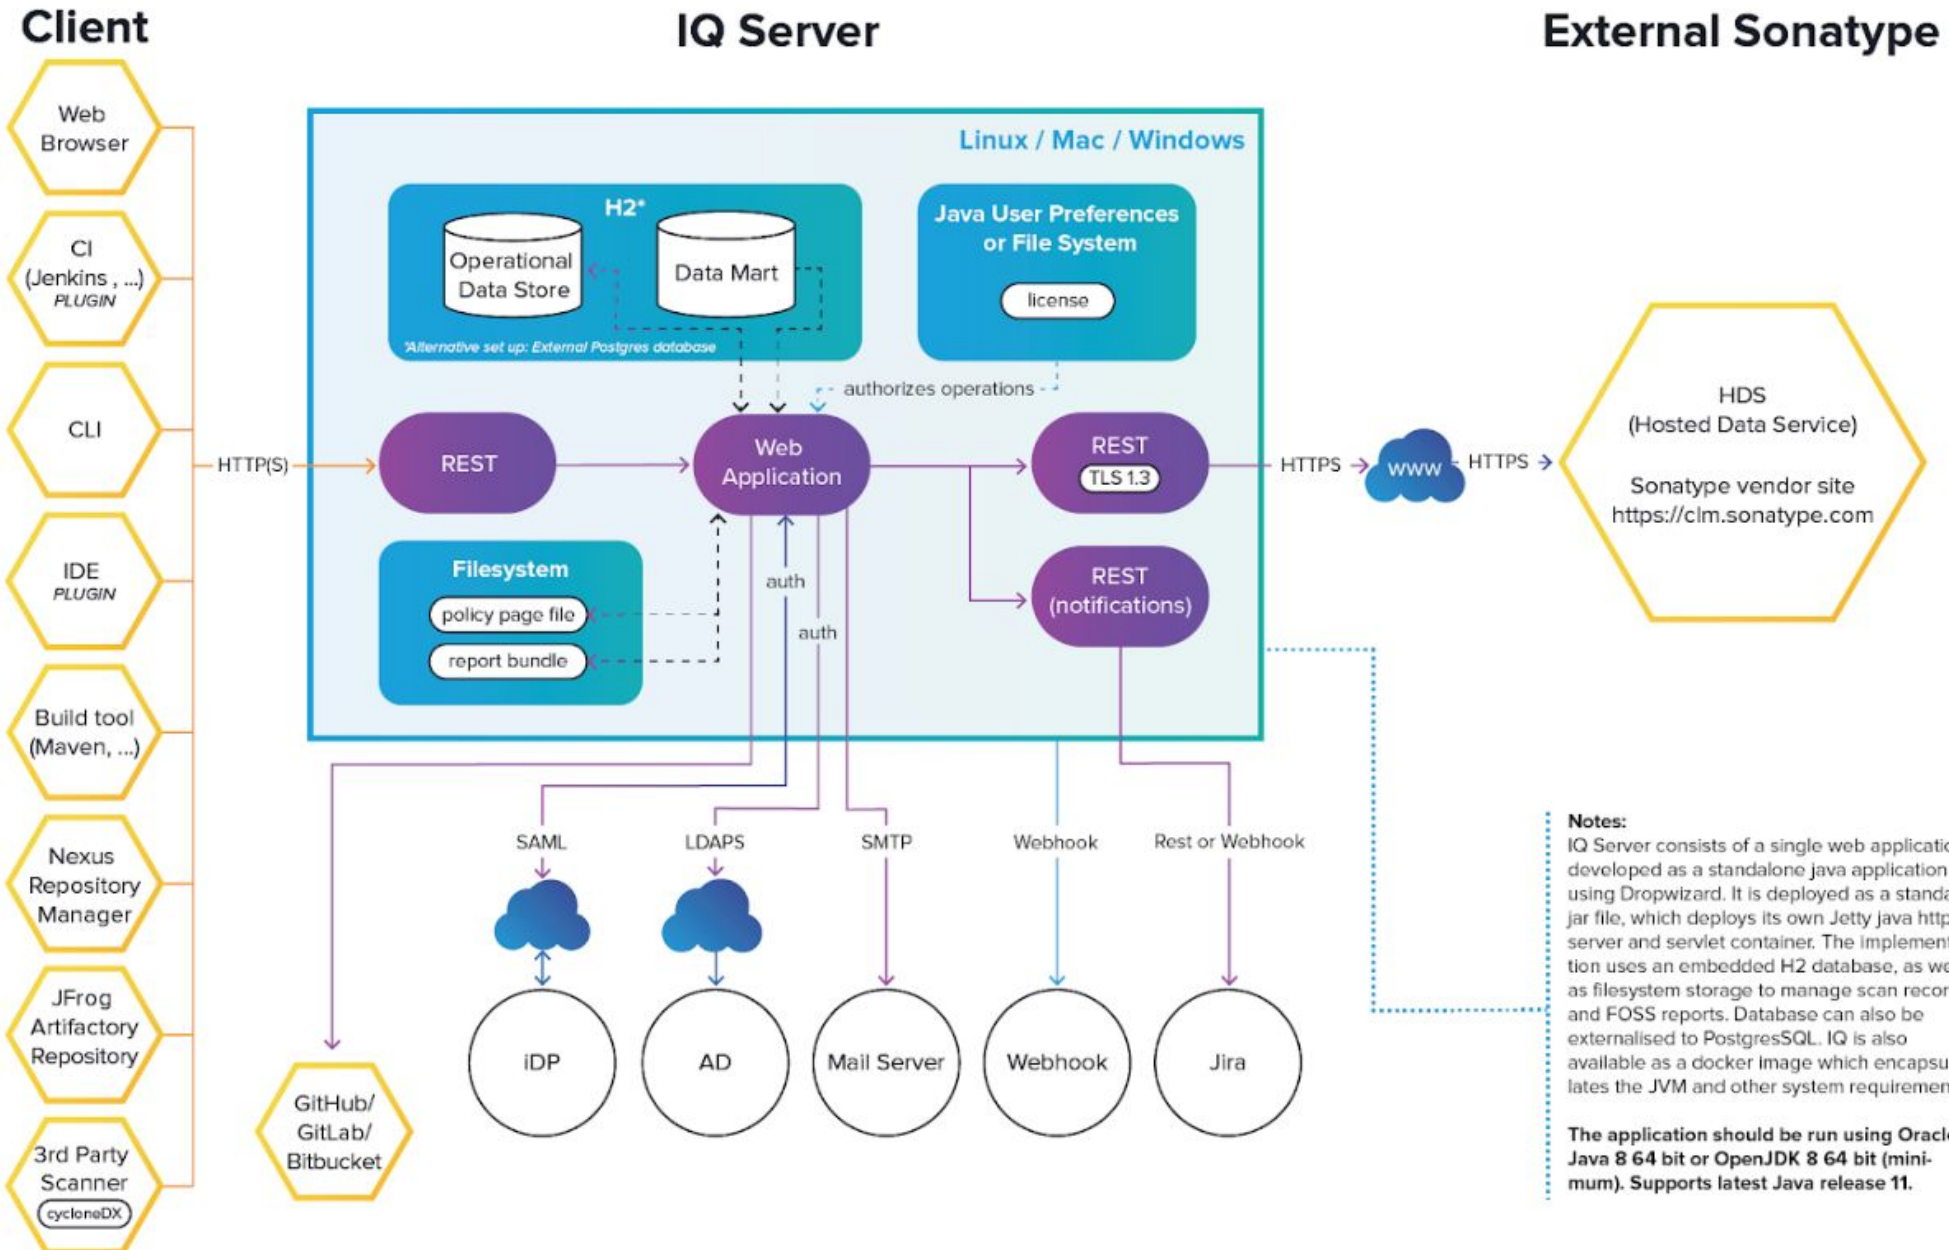 Client
IQ Server
External Sonatype
Web
Browser
CI
(Jenkins , ...)
PLUGIN
CLI
IDE
PLUGIN
Build tool
(Maven, ...)
Nexus
Repository
Manager
JFrog
Artifactory
Repository
3rd Party
Scanner
cycloneDX
HTTP(S)
Linux / Mac / Windows
H2*
Operational
Data Store
Data Mart
*Alternative set up: External Postgres database
Java User Preferences
or File System
license
authorizes operations
REST
Web
Application
REST
TLS 1.3
REST
(notifications)
Filesystem
policy page file
report bundle
auth
auth
HTTPS
www
HTTPS
HDS
(Hosted Data Service)
Sonatype vendor site
https://clm.sonatype.com
SAML
LDAPS
SMTP
Webhook
Rest or Webhook
GitHub/
GitLab/
Bitbucket
iDP
AD
Mail Server
Webhook
Jira
Notes:
IQ Server consists of a single web applicatio
developed as a standalone java application
using Dropwizard. It is deployed as a standa
jar file, which deploys its own Jetty java http
server and servlet container. The implement
tion uses an embedded H2 database, as we
as filesystem storage to manage scan recor
and FOSS reports. Database can also be
externalised to PostgresSQL. IQ is also
available as a docker image which encapsu
lates the JVM and other system requiremen
The application should be run using Oracl
Java 8 64 bit or OpenJDK 8 64 bit (mini-
mum). Supports latest Java release 11.